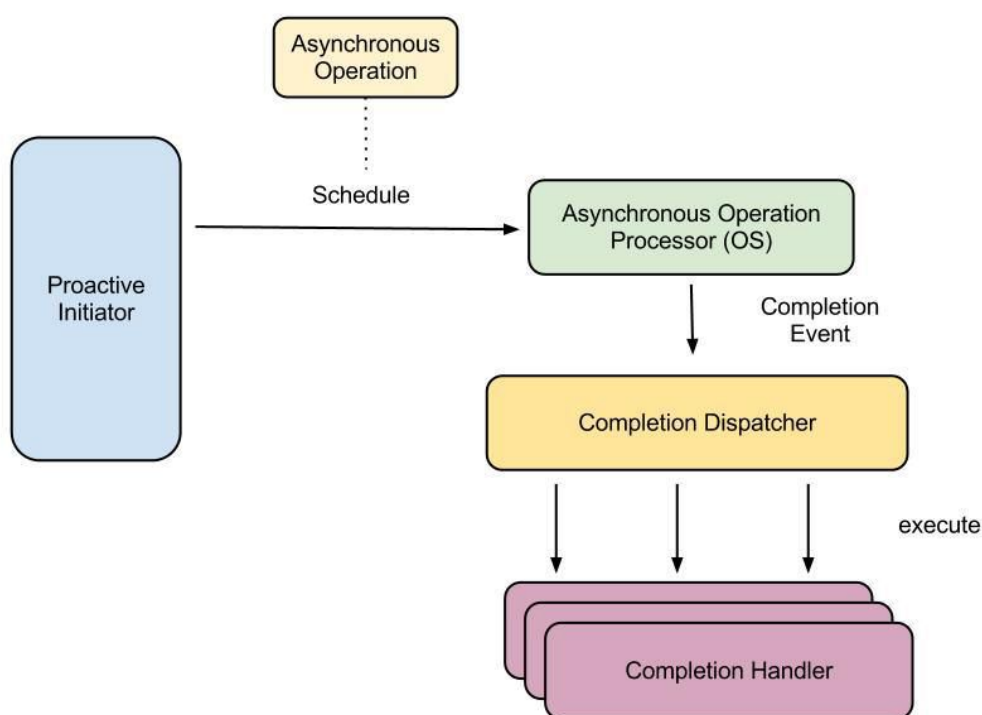 Asynchronous
Operation
Schedule
Proactive
Initiator
Asynchronous Operation
Processor (OS)
Completion
Event
Completion Dispatcher
execute
Completion Handler